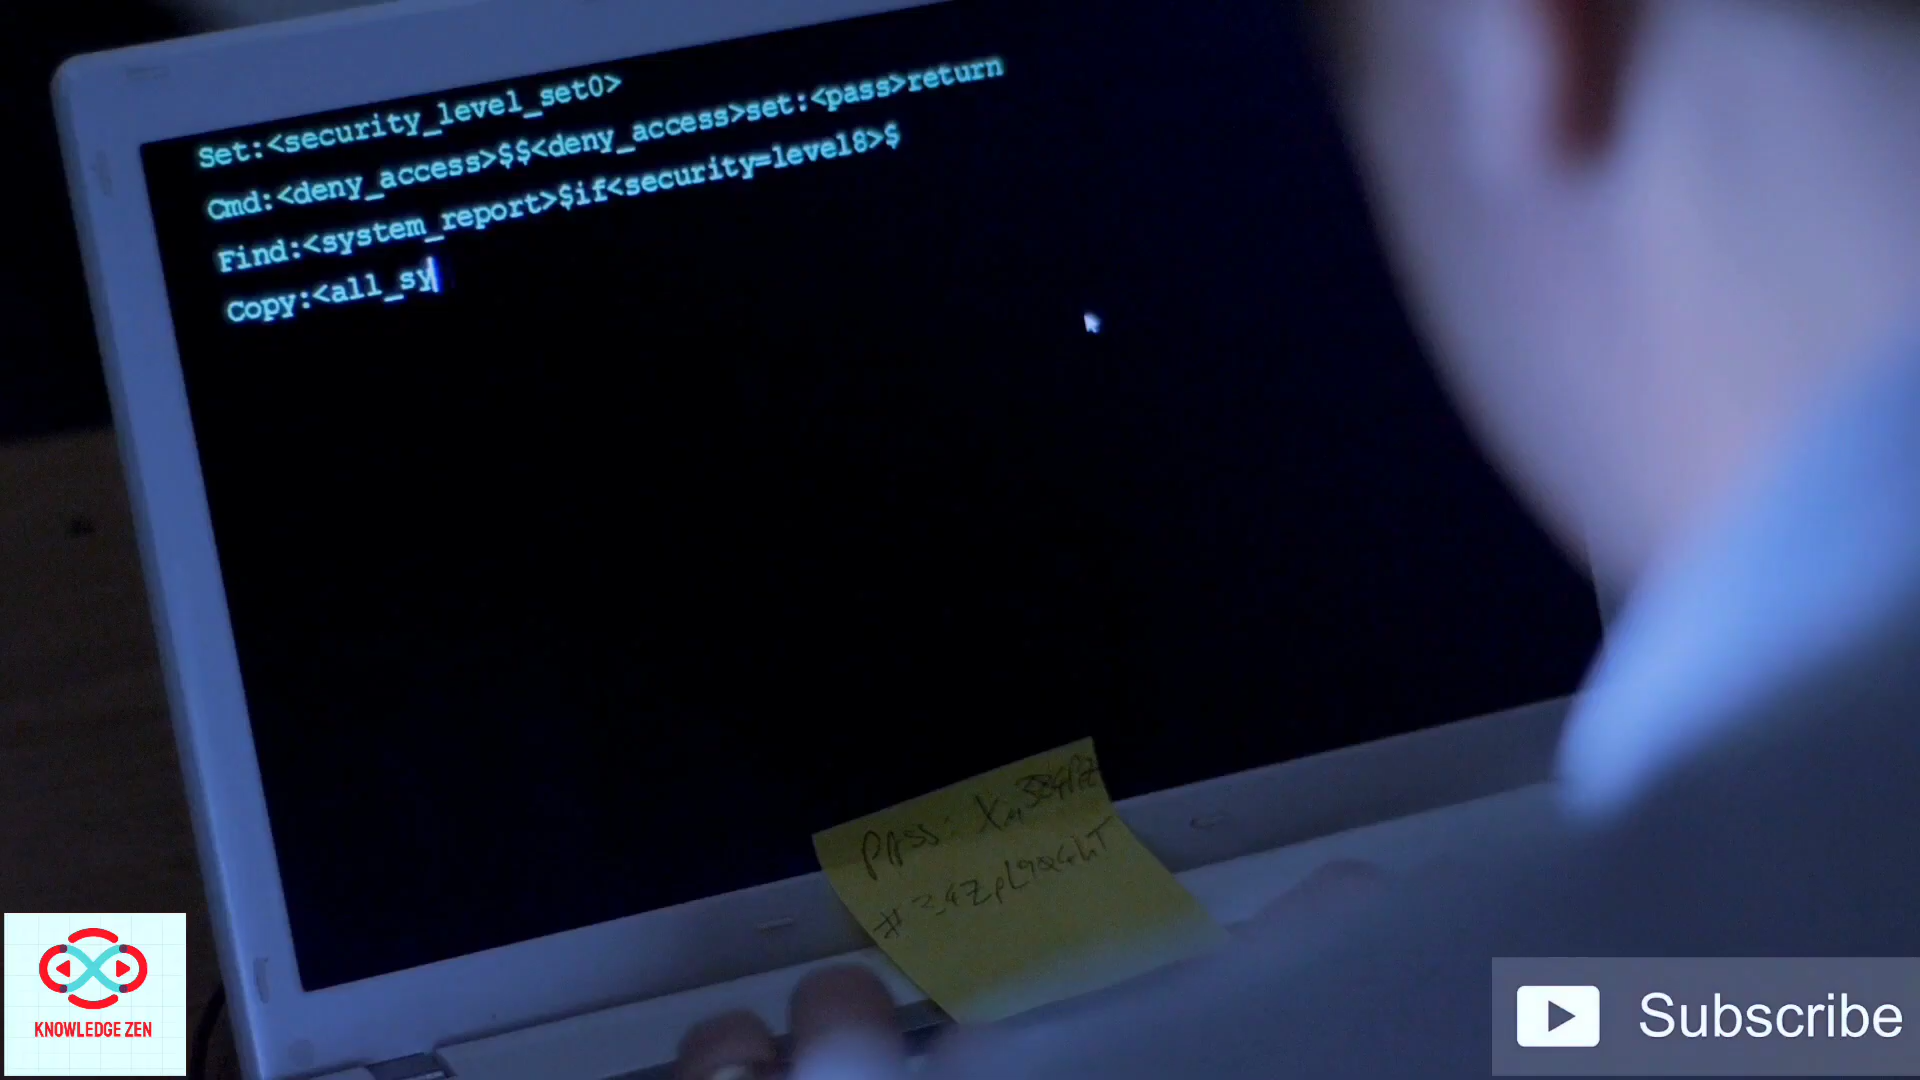 Set:<security_level_set0>
Cmd:<deny_access>$$<deny_access>set:<pass>return
Find:<system_report>$if<security=level8>$
Copy:<all_sy
pass:
KNOWLEDGE ZEN
Subscribe